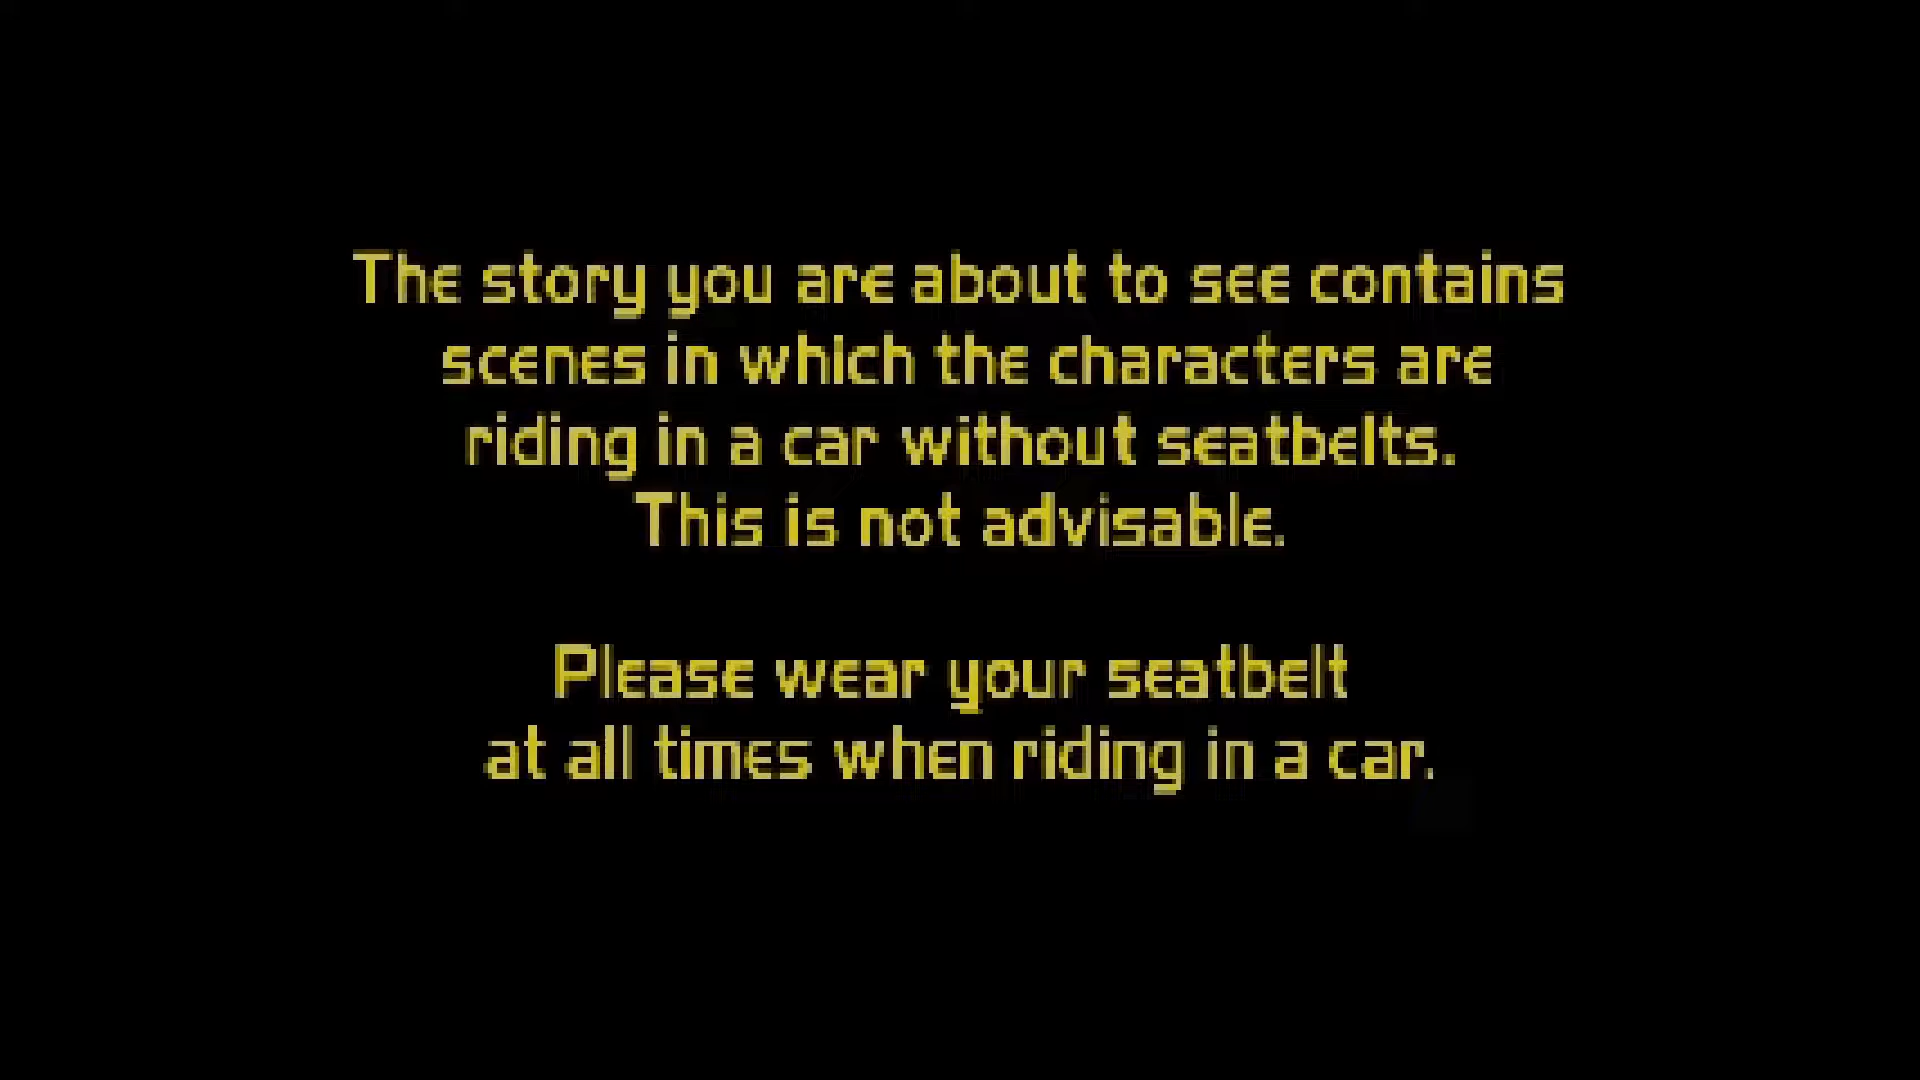 The story you are about to see contains
scenes in which the characters are
riding in a car without seatbelts.
This is not advisable.
Please wear your seatbelt
at all times when riding in a car.